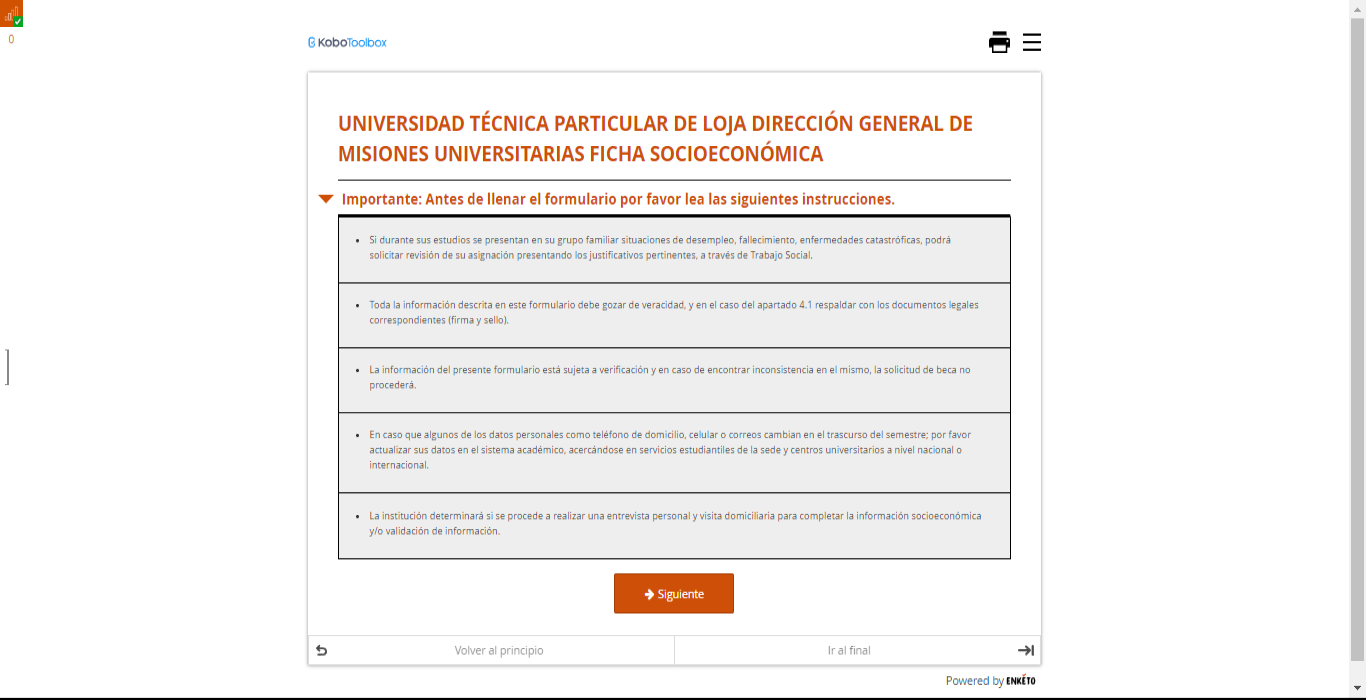 0
KoboToolbox
UNIVERSIDAD TÉCNICA PARTICULAR DE LOJA DIRECCIÓN GENERAL DE
MISIONES UNIVERSITARIAS FICHA SOCIOECONÓMICA
Importante: Antes de llenar el formulario por favor lea las siguientes instrucciones.
• Si durante sus estudios se presentan en su grupo familiar situaciones de desempleo, fallecimiento, enfermedades catastróficas, podrá
solicitar revisión de su asignación presentando los justificativos pertinentes, a través de Trabajo Social.
• Toda la información descrita en este formulario debe gozar de veracidad, y en el caso del apartado 4.1 respaldar con los documentos legales
correspondientes (firma y sello).
• La información del presente formulario está sujeta a verificación y en caso de encontrar inconsistencia en el mismo, la solicitud de beca no
procederá.
• En caso que algunos de los datos personales como teléfono de domicilio, celular o correos cambian en el trascurso del semestre; por favor
actualizar sus datos en el sistema académico, acercándose en servicios estudiantiles de la sede y centros universitarios a nivel nacional o
internacional.
• La institución determinará si se procede a realizar una entrevista personal y visita domiciliaria para completar la información socioeconómica
y/o validación de información.
Siguiente
Volver al principio
Ir al final
Powered by ENKÉTO